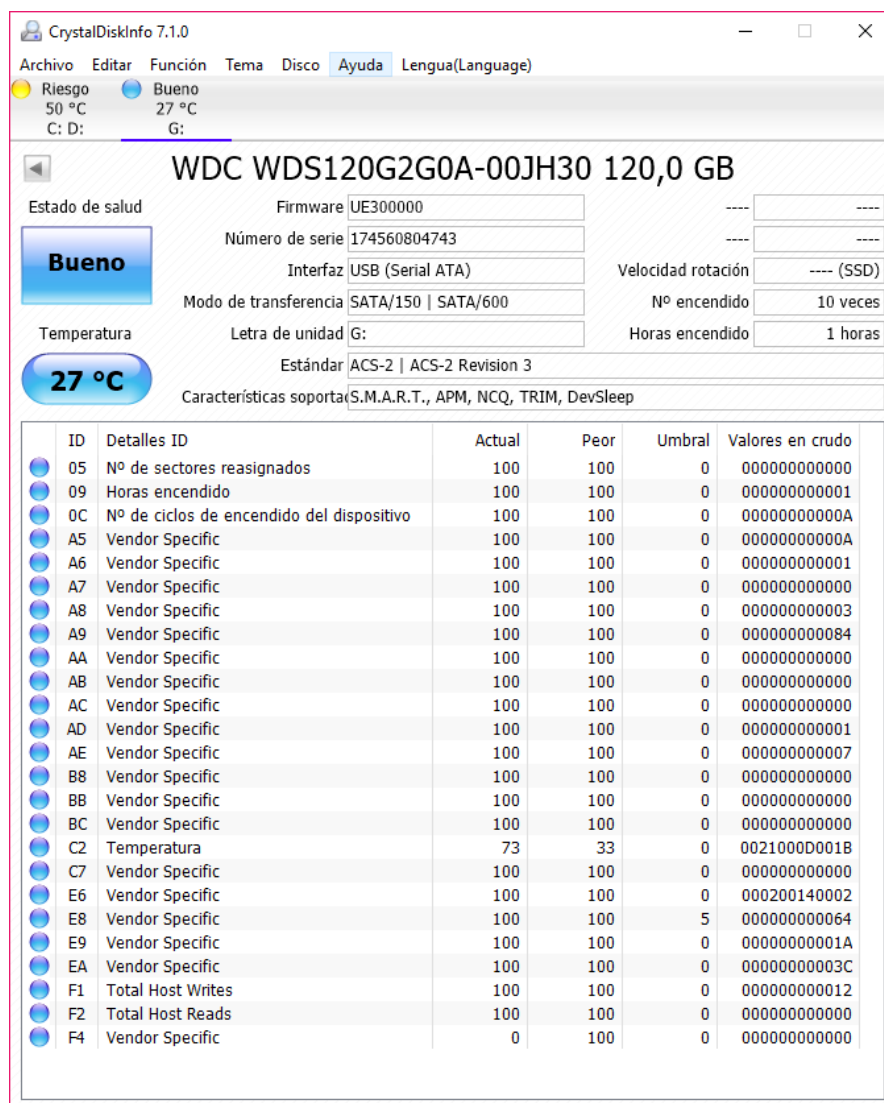 CrystalDiskInfo 7.1.0
Archivo Editar Función Tema Disco Ayuda Lengua(Language)
Riesgo Bueno
50 °C 27 °C
C: D: G:
WDC WDS120G2G0A-00JH30 120,0 GB
Estado de salud Firmware UE300000 ---- ----
Número de serie 174560804743 ---- ----
Bueno Interfaz USB (Serial ATA) Velocidad rotación ---- (SSD)
Modo de transferencia SATA/150 | SATA/600 Nº encendido 10 veces
Temperatura Letra de unidad G: Horas encendido 1 horas
Estándar ACS-2 | ACS-2 Revision 3
27 °C Características soporta S.M.A.R.T., APM, NCQ, TRIM, DevSleep
ID Detalles ID Actual Peor Umbral Valores en crudo
05 Nº de sectores reasignados 100 100 0 000000000000
09 Horas encendido 100 100 0 000000000001
0C Nº de ciclos de encendido del dispositivo 100 100 0 00000000000A
A5 Vendor Specific 100 100 0 00000000000A
A6 Vendor Specific 100 100 0 000000000001
A7 Vendor Specific 100 100 0 000000000000
A8 Vendor Specific 100 100 0 000000000003
A9 Vendor Specific 100 100 0 000000000084
AA Vendor Specific 100 100 0 000000000000
AB Vendor Specific 100 100 0 000000000000
AC Vendor Specific 100 100 0 000000000000
AD Vendor Specific 100 100 0 000000000001
AE Vendor Specific 100 100 0 000000000007
B8 Vendor Specific 100 100 0 000000000000
BB Vendor Specific 100 100 0 000000000000
BC Vendor Specific 100 100 0 000000000000
C2 Temperatura 73 33 0 0021000D001B
C7 Vendor Specific 100 100 0 000000000000
E6 Vendor Specific 100 100 0 000200140002
E8 Vendor Specific 100 100 5 000000000064
E9 Vendor Specific 100 100 0 00000000001A
EA Vendor Specific 100 100 0 00000000003C
F1 Total Host Writes 100 100 0 000000000012
F2 Total Host Reads 100 100 0 000000000000
F4 Vendor Specific 0 100 0 000000000000